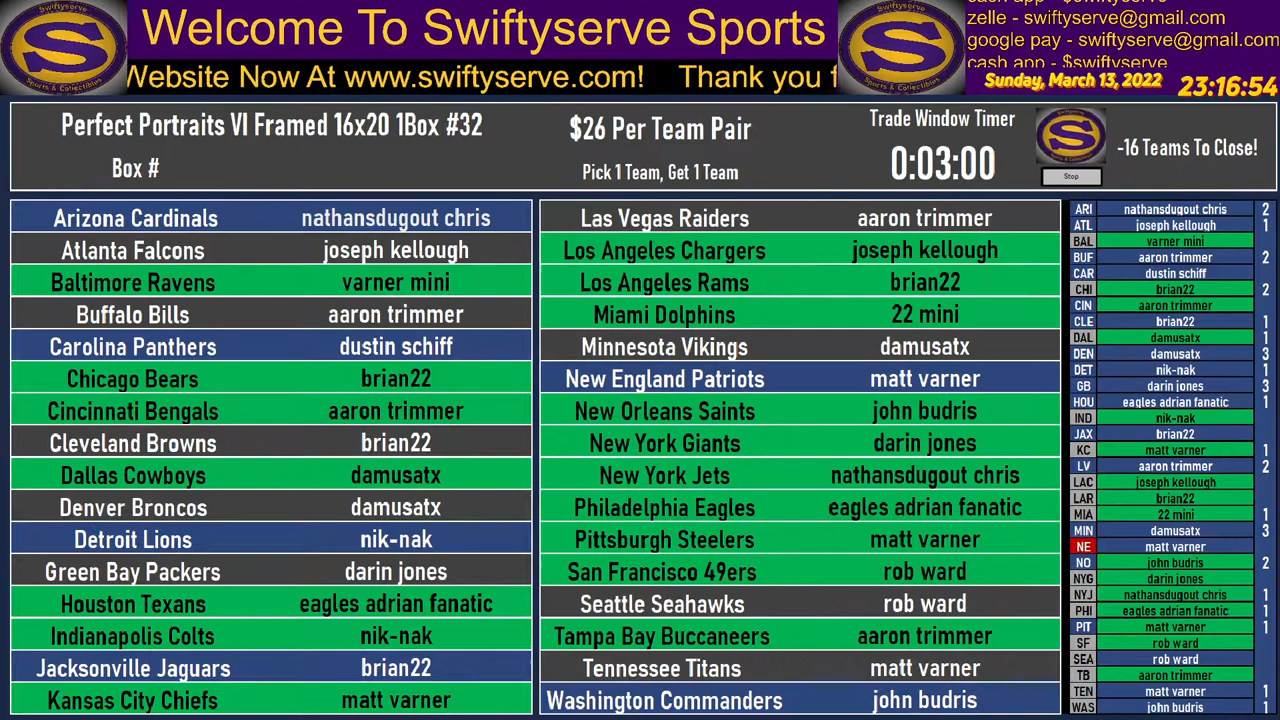 Welcome To Swiftyserve Sports
Website Now At www.swiftyserve.com! Thank you f
cash app - $swiftyserve
zelle - swiftyserve@gmail.com
google pay - swiftyserve@gmail.com
cash app - $swiftyserve
Sunday, March 13, 2022 23:16:54
S
Sports & Collectibles
S
Sports & Collectibles
Perfect Portraits VI Framed 16x20 1Box #32
Box #
$26 Per Team Pair
Pick 1 Team, Get 1 Team
Trade Window Timer
0:03:00
S
Stop
-16 Teams To Close!
Arizona Cardinals nathansdugout chris
Atlanta Falcons joseph kellough
Baltimore Ravens varner mini
Buffalo Bills aaron trimmer
Carolina Panthers dustin schiff
Chicago Bears brian22
Cincinnati Bengals aaron trimmer
Cleveland Browns brian22
Dallas Cowboys damusatx
Denver Broncos damusatx
Detroit Lions nik-nak
Green Bay Packers darin jones
Houston Texans eagles adrian fanatic
Indianapolis Colts nik-nak
Jacksonville Jaguars brian22
Kansas City Chiefs matt varner
Las Vegas Raiders aaron trimmer
Los Angeles Chargers joseph kellough
Los Angeles Rams brian22
Miami Dolphins 22 mini
Minnesota Vikings damusatx
New England Patriots matt varner
New Orleans Saints john budris
New York Giants darin jones
New York Jets nathansdugout chris
Philadelphia Eagles eagles adrian fanatic
Pittsburgh Steelers matt varner
San Francisco 49ers rob ward
Seattle Seahawks rob ward
Tampa Bay Buccaneers aaron trimmer
Tennessee Titans matt varner
Washington Commanders john budris
ARI nathansdugout chris 2
ATL joseph kellough 1
BAL varner mini
BUF aaron trimmer 2
CAR dustin schiff
CHI brian22 2
CIN aaron trimmer
CLE brian22 1
DAL damusatx 1
DEN damusatx 3
DET nik-nak 1
GB darin jones 3
HOU eagles adrian fanatic 1
IND nik-nak
JAX brian22
KC matt varner 1
LV aaron trimmer 2
LAC joseph kellough
LAR brian22
MIA 22 mini 1
MIN damusatx 3
NE matt varner
NO john budris 2
NYG darin jones
NYJ nathansdugout chris 1
PHI eagles adrian fanatic 1
PIT matt varner 1
SF rob ward
SEA rob ward
TB aaron trimmer
TEN matt varner 1
WAS john budris 1